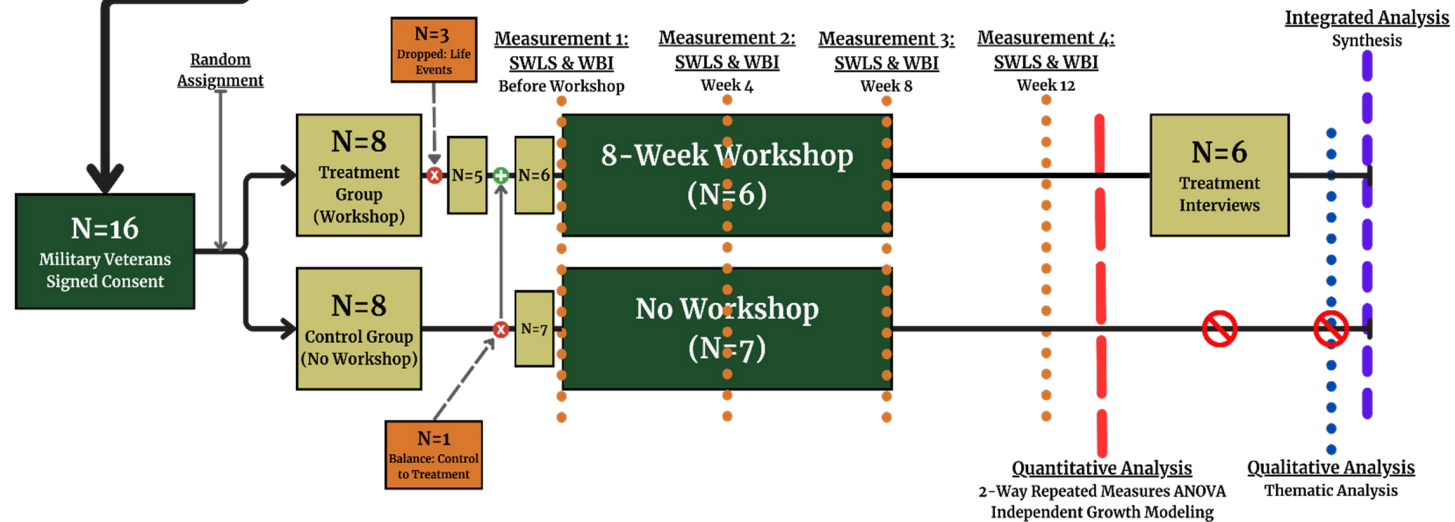 Integrated Analysis
Synthesis
N=3
Dropped: Life
Events
Measurement 1:
SWLS & WBI
Before Workshop
Measurement 2:
SWLS & WBI
Week 4
Measurement 3:
SWLS & WBI
Week 8
Measurement 4:
SWLS & WBI
Week 12
Random
Assignment
N=16
Military Veterans
Signed Consent
N=8
Treatment
Group
(Workshop)
x
N=5
+
N=6
8-Week Workshop
(N=6)
N=6
Treatment
Interviews
N=8
Control Group
(No Workshop)
x
N=7
No Workshop
(N=7)
N=1
Balance: Control
to Treatment
Quantitative Analysis
2-Way Repeated Measures ANOVA
Independent Growth Modeling
Qualitative Analysis
Thematic Analysis